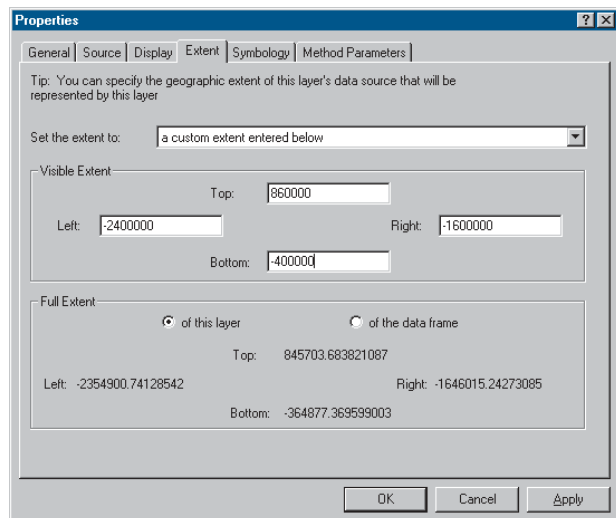 Properties
General Source Display Extent Symbology Method Parameters
Tip: You can specify the geographic extent of this layer's data source that will be
represented by this layer
Set the extent to: a custom extent entered below
Visible Extent
Top: 860000
Left: -2400000 Right: -1600000
Bottom: -400000
Full Extent
of this layer of the data frame
Top: 845703.683821087
Left: -2354900.74128542 Right: -1646015.24273085
Bottom: -364877.369599003
OK Cancel Apply